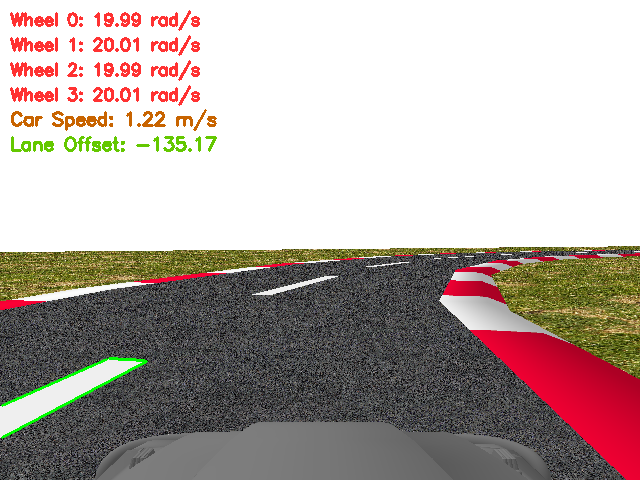 Wheel 0: 19.99 rad/s
Wheel 1: 20.01 rad/s
Wheel 2: 19.99 rad/s
Wheel 3: 20.01 rad/s
Car Speed: 1.22 m/s
Lane Offset: -135.17